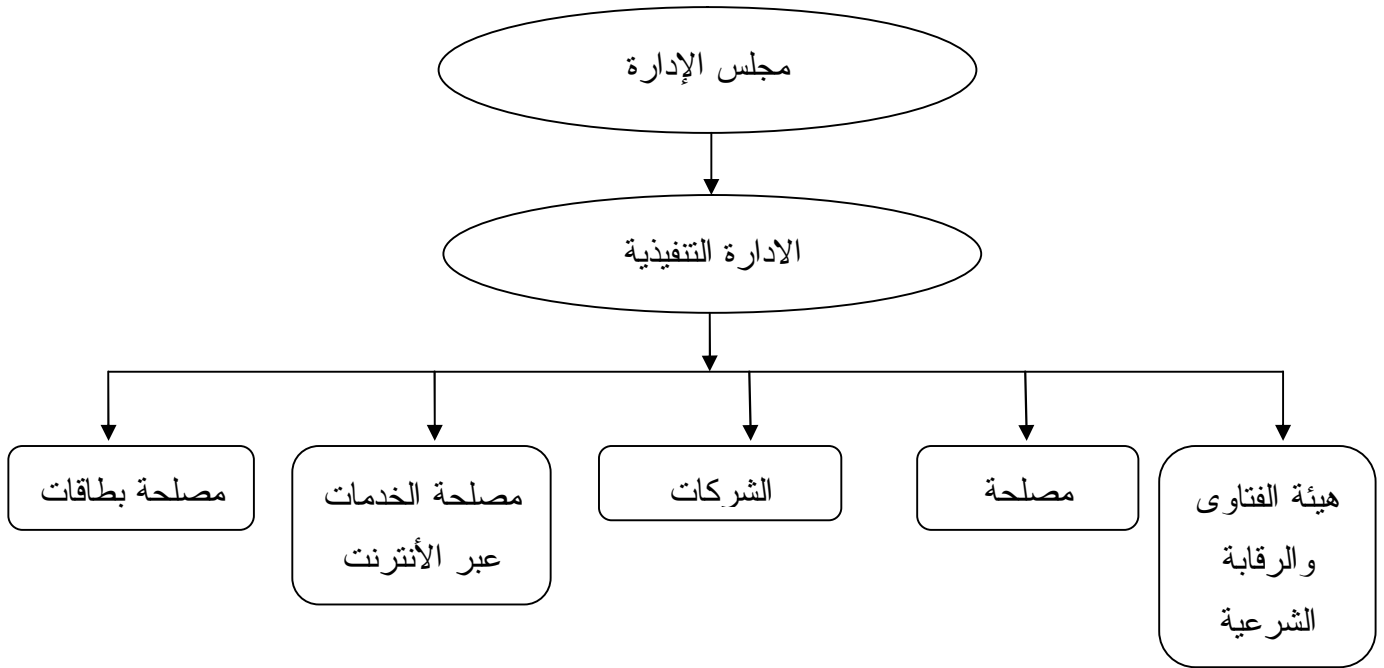 مجلس الإدارة
الادارة التنفيذية
هيئة الفتاوى
والرقابة
الشرعية
مصلحة
الشركات
مصلحة الخدمات
عبر الأنترنت
مصلحة بطاقات